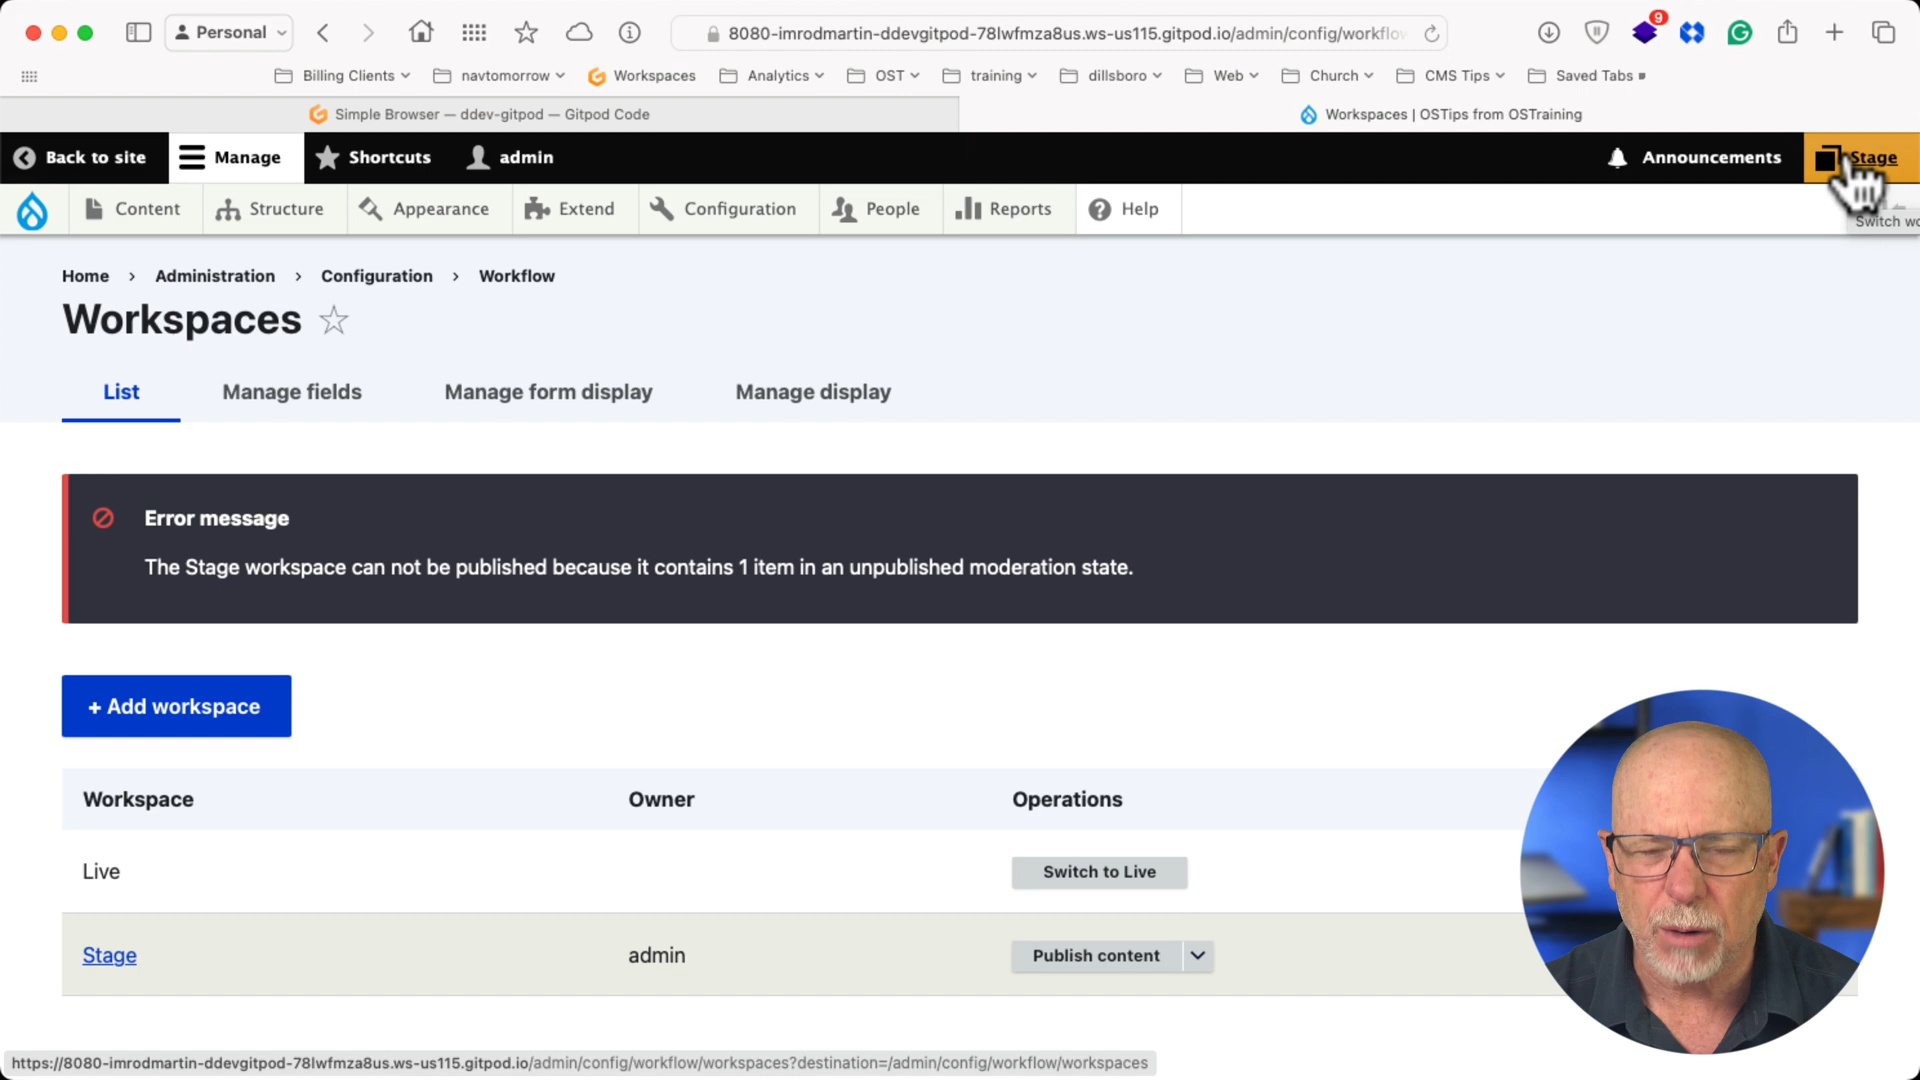 Personal
8080-imrodmartin-ddevgitpod-78lwfmza8us.ws-us115.gitpod.io/admin/config/workflo
9
Billing Clients
navtomorrow
Workspaces
Analytics
OST
training
dillsboro
Web
Church
CMS Tips
Saved Tabs
Simple Browser — ddev-gitpod — Gitpod Code
Workspaces | OSTips from OSTraining
Back to site
Manage
Shortcuts
admin
Announcements
Stage
Content
Structure
Appearance
Extend
Configuration
People
Reports
Help
Switch wo
Home > Administration > Configuration > Workflow
Workspaces
List
Manage fields
Manage form display
Manage display
Error message
The Stage workspace can not be published because it contains 1 item in an unpublished moderation state.
+ Add workspace
Workspace Owner Operations
Live Switch to Live
Stage admin Publish content
https://8080-imrodmartin-ddevgitpod-78lwfmza8us.ws-us115.gitpod.io/admin/config/workflow/workspaces?destination=/admin/config/workflow/workspaces